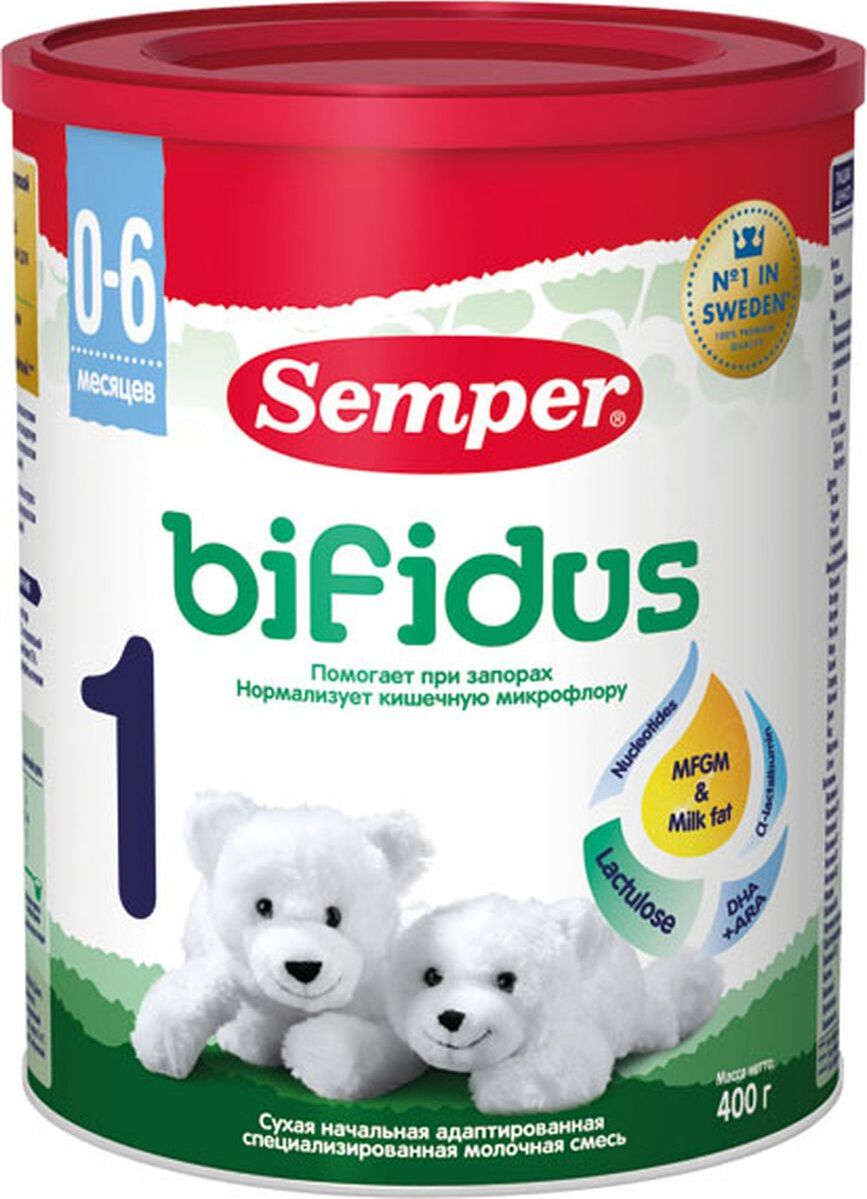 0-6
месяцев
№1 IN
SWEDEN
100% PREMIUM
QUALITY
Semper®
bifidus
1
Помогает при запорах
Нормализует кишечную микрофлору
Nucleotides
MFGM
&
Milk fat
α-lactalbumin
Lactulose
DHA
+ARA
Масса нетто:
400 г
Сухая начальная адаптированная
специализированная молочная смесь